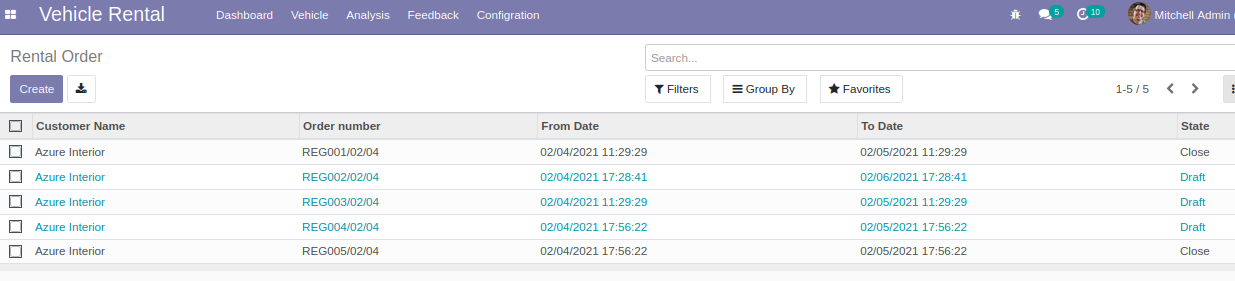 Vehicle Rental Dashboard Vehicle Analysis Feedback Configration 5 10 Mitchell Admin
Rental Order
Search...
Create Filters Group By Favorites 1-5 / 5
Customer Name Order number From Date To Date State
Azure Interior REG001/02/04 02/04/2021 11:29:29 02/05/2021 11:29:29 Close
Azure Interior REG002/02/04 02/04/2021 17:28:41 02/06/2021 17:28:41 Draft
Azure Interior REG003/02/04 02/04/2021 11:29:29 02/05/2021 11:29:29 Draft
Azure Interior REG004/02/04 02/04/2021 17:56:22 02/05/2021 17:56:22 Draft
Azure Interior REG005/02/04 02/04/2021 17:56:22 02/05/2021 17:56:22 Close